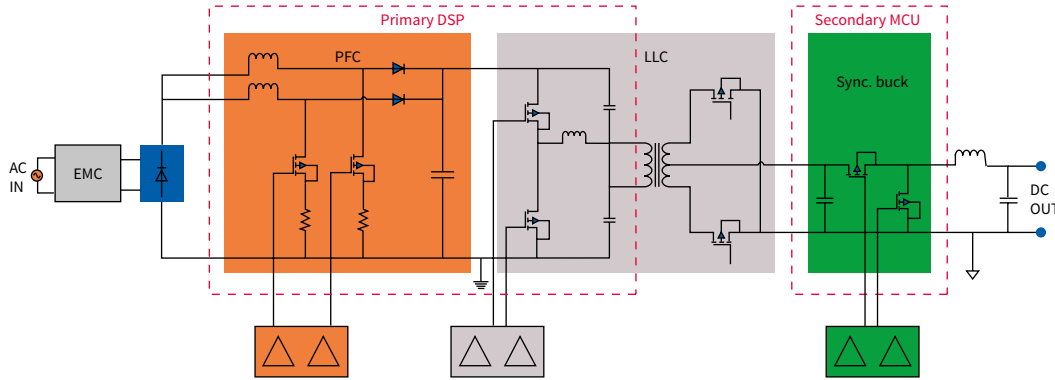 Primary DSP
Secondary MCU
PFC
LLC
Sync. buck
AC
IN
EMC
DC
OUT